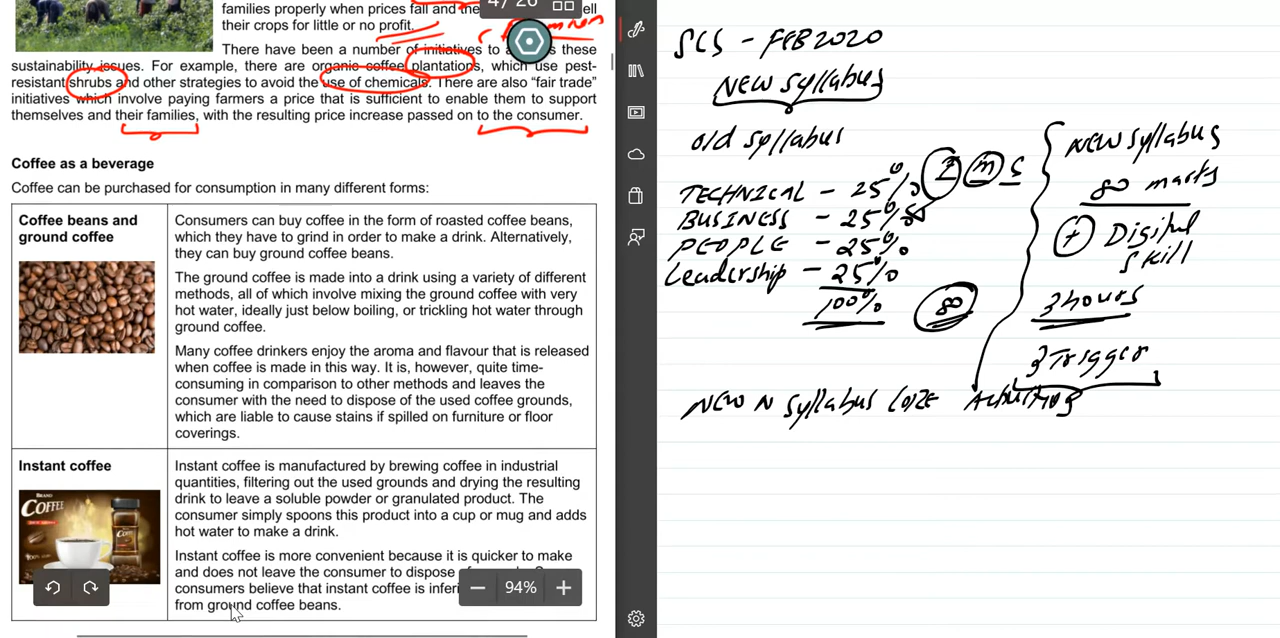 families properly when prices fall and the
ell
4 / 26
their crops for little or no profit.
There have been a number of initiatives to these
sustainability issues. For example, there are organic coffee plantations, which use pest-
resistant shrubs and other strategies to avoid the use of chemicals. There are also “fair trade”
initiatives which involve paying farmers a price that is sufficient to enable them to support
themselves and their families, with the resulting price increase passed on to the consumer.
Coffee as a beverage
Coffee can be purchased for consumption in many different forms:
Coffee beans and
ground coffee
Consumers can buy coffee in the form of roasted coffee beans,
which they have to grind in order to make a drink. Alternatively,
they can buy ground coffee beans.
The ground coffee is made into a drink using a variety of different
methods, all of which involve mixing the ground coffee with very
hot water, ideally just below boiling, or trickling hot water through
ground coffee.
Many coffee drinkers enjoy the aroma and flavour that is released
when coffee is made in this way. It is, however, quite time-
consuming in comparison to other methods and leaves the
consumer with the need to dispose of the used coffee grounds,
which are liable to cause stains if spilled on furniture or floor
coverings.
Instant coffee
BRAND
COFFEE
Instant coffee is manufactured by brewing coffee in industrial
quantities, filtering out the used grounds and drying the resulting
drink to leave a soluble powder or granulated product. The
consumer simply spoons this product into a cup or mug and adds
hot water to make a drink.
Instant coffee is more convenient because it is quicker to make
and does not leave the consumer to dispose
consumers believe that instant coffee is
from ground coffee beans.
94%
SCS - FEB 2020
NEW syllabus
old syllabus
TECHNICAL - 25%
BUSINESS - 25%
PEOPLE - 25%
Leadership - 25%
100%
80
I m S
NEW syllabus
80 marks
+ Digital
skill
3 hours
3 Trigger
NEW syllabus core